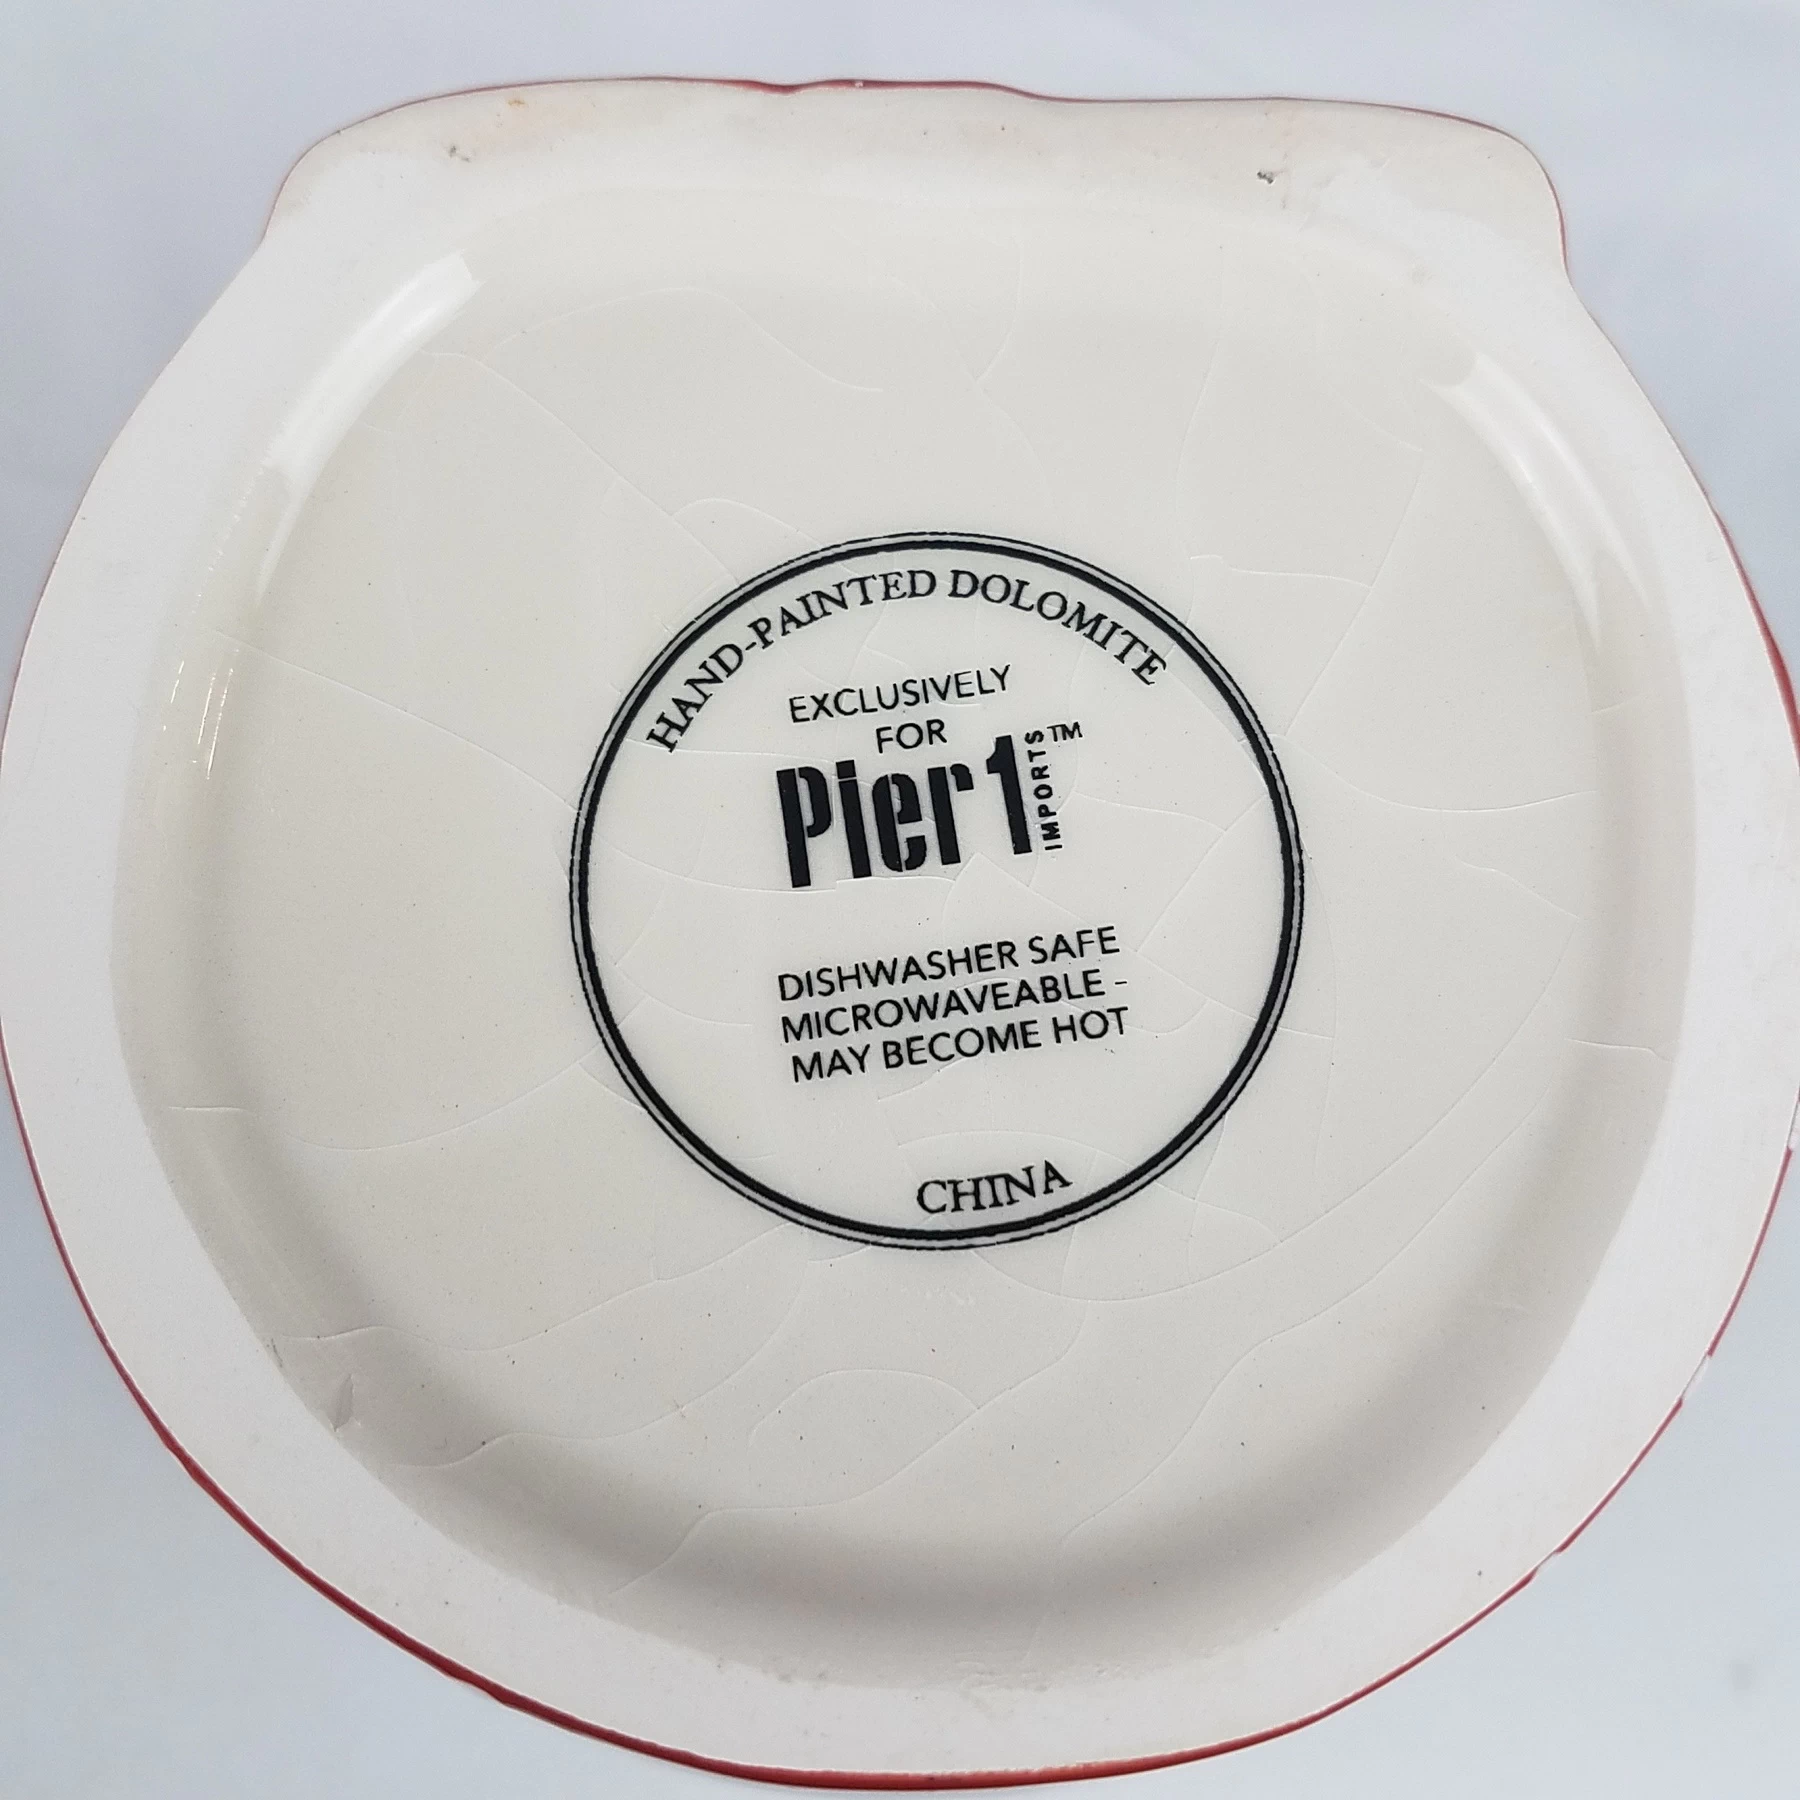 HAND-PAINTED DOLOMITE
EXCLUSIVELY
FOR
Pier 1 IMPORTS™
DISHWASHER SAFE
MICROWAVEABLE -
MAY BECOME HOT
CHINA